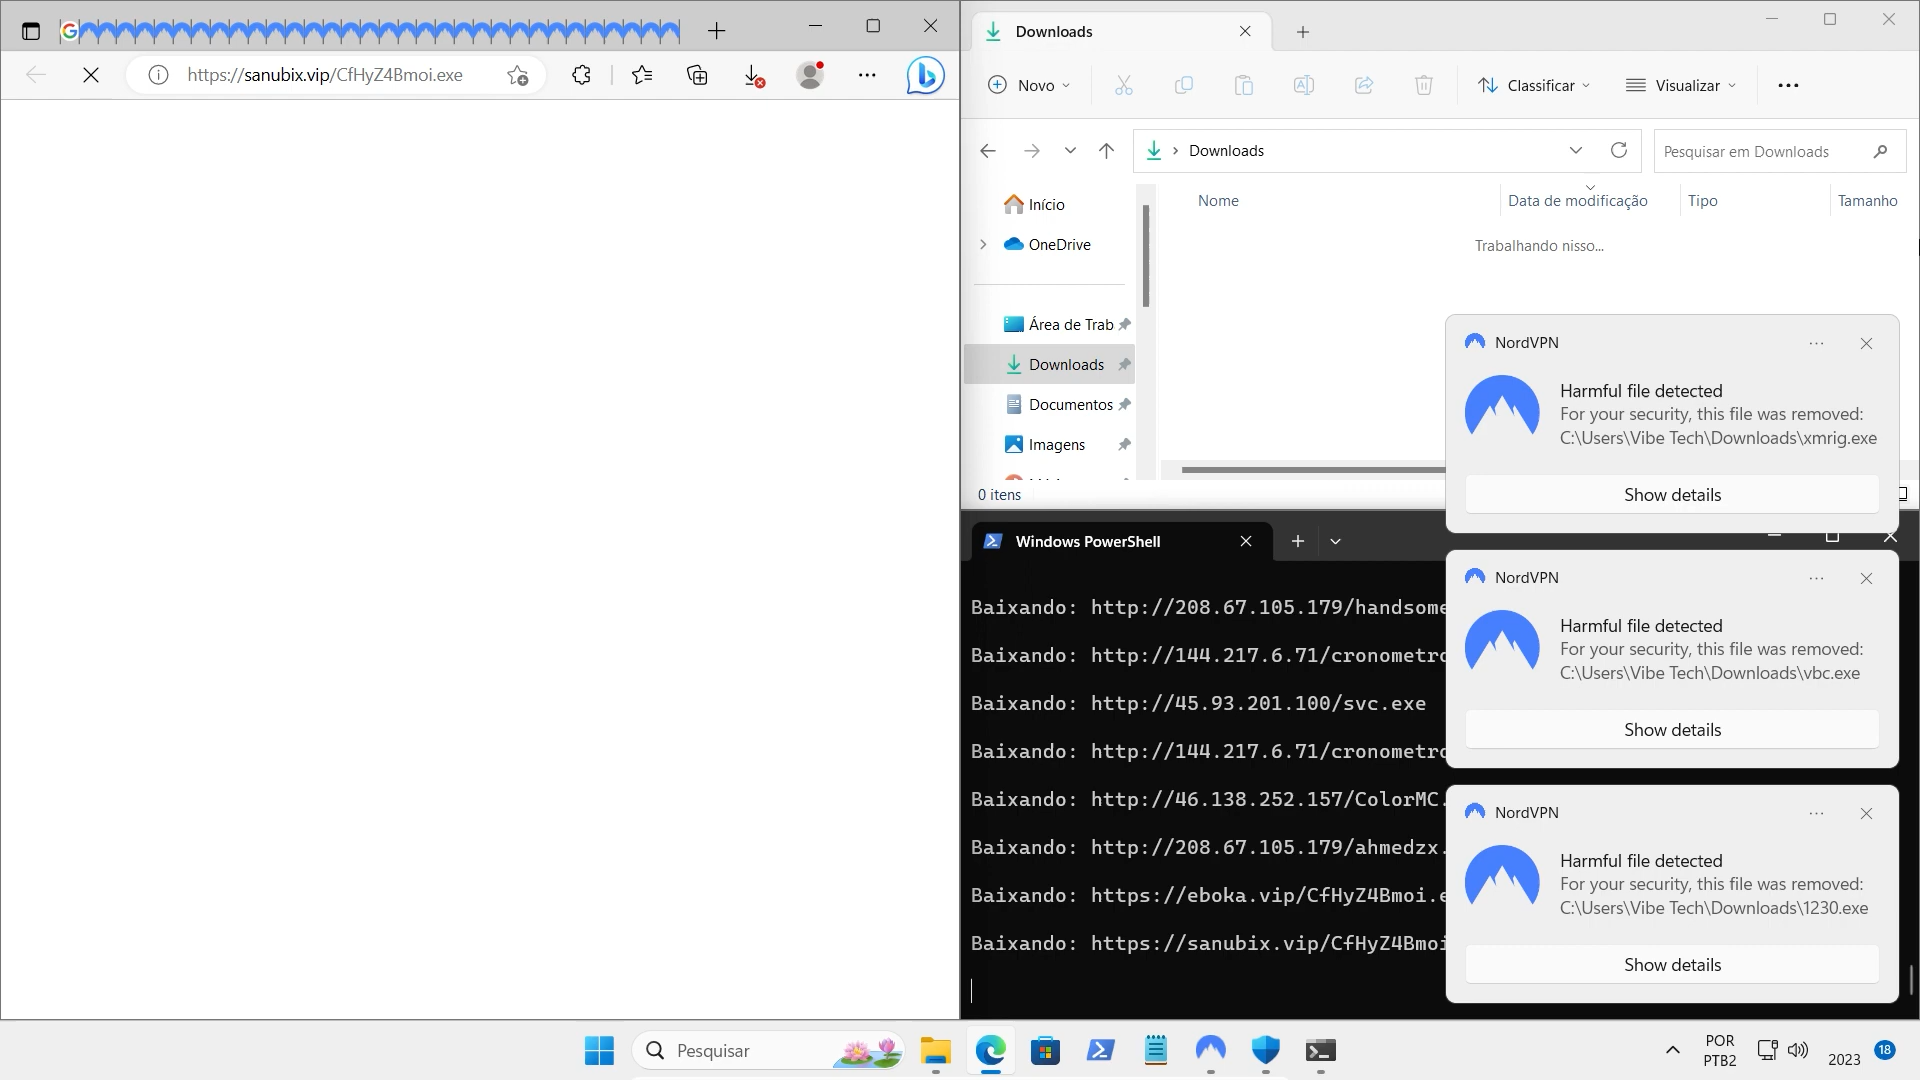 https://sanubix.vip/CfHyZ4Bmoi.exe
Downloads
Novo
Classificar
Visualizar
Downloads
Pesquisar em Downloads
Início
OneDrive
Área de Trab
Downloads
Documentos
Imagens
Nome
Data de modificação
Tipo
Tamanho
Trabalhando nisso...
0 itens
NordVPN
Harmful file detected
For your security, this file was removed:
C:\Users\Vibe Tech\Downloads\xmrig.exe
Show details
Windows PowerShell
Baixando: http://208.67.105.179/handsome
Baixando: http://144.217.6.71/cronometro
Baixando: http://45.93.201.100/svc.exe
Baixando: http://144.217.6.71/cronometro
Baixando: http://46.138.252.157/ColorMC.
Baixando: http://208.67.105.179/ahmedzx.
Baixando: https://eboka.vip/CfHyZ4Bmoi.e
Baixando: https://sanubix.vip/CfHyZ4Bmoi
NordVPN
Harmful file detected
For your security, this file was removed:
C:\Users\Vibe Tech\Downloads\vbc.exe
Show details
NordVPN
Harmful file detected
For your security, this file was removed:
C:\Users\Vibe Tech\Downloads\1230.exe
Show details
Pesquisar
POR
PTB2
2023
18